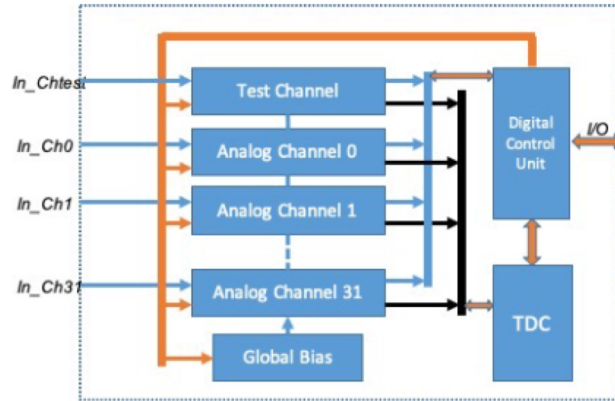 In_Chtest
Test Channel
In_Ch0
Analog Channel 0
In_Ch1
Analog Channel 1
In_Ch31
Analog Channel 31
Global Bias
Digital
Control
Unit
I/O
TDC